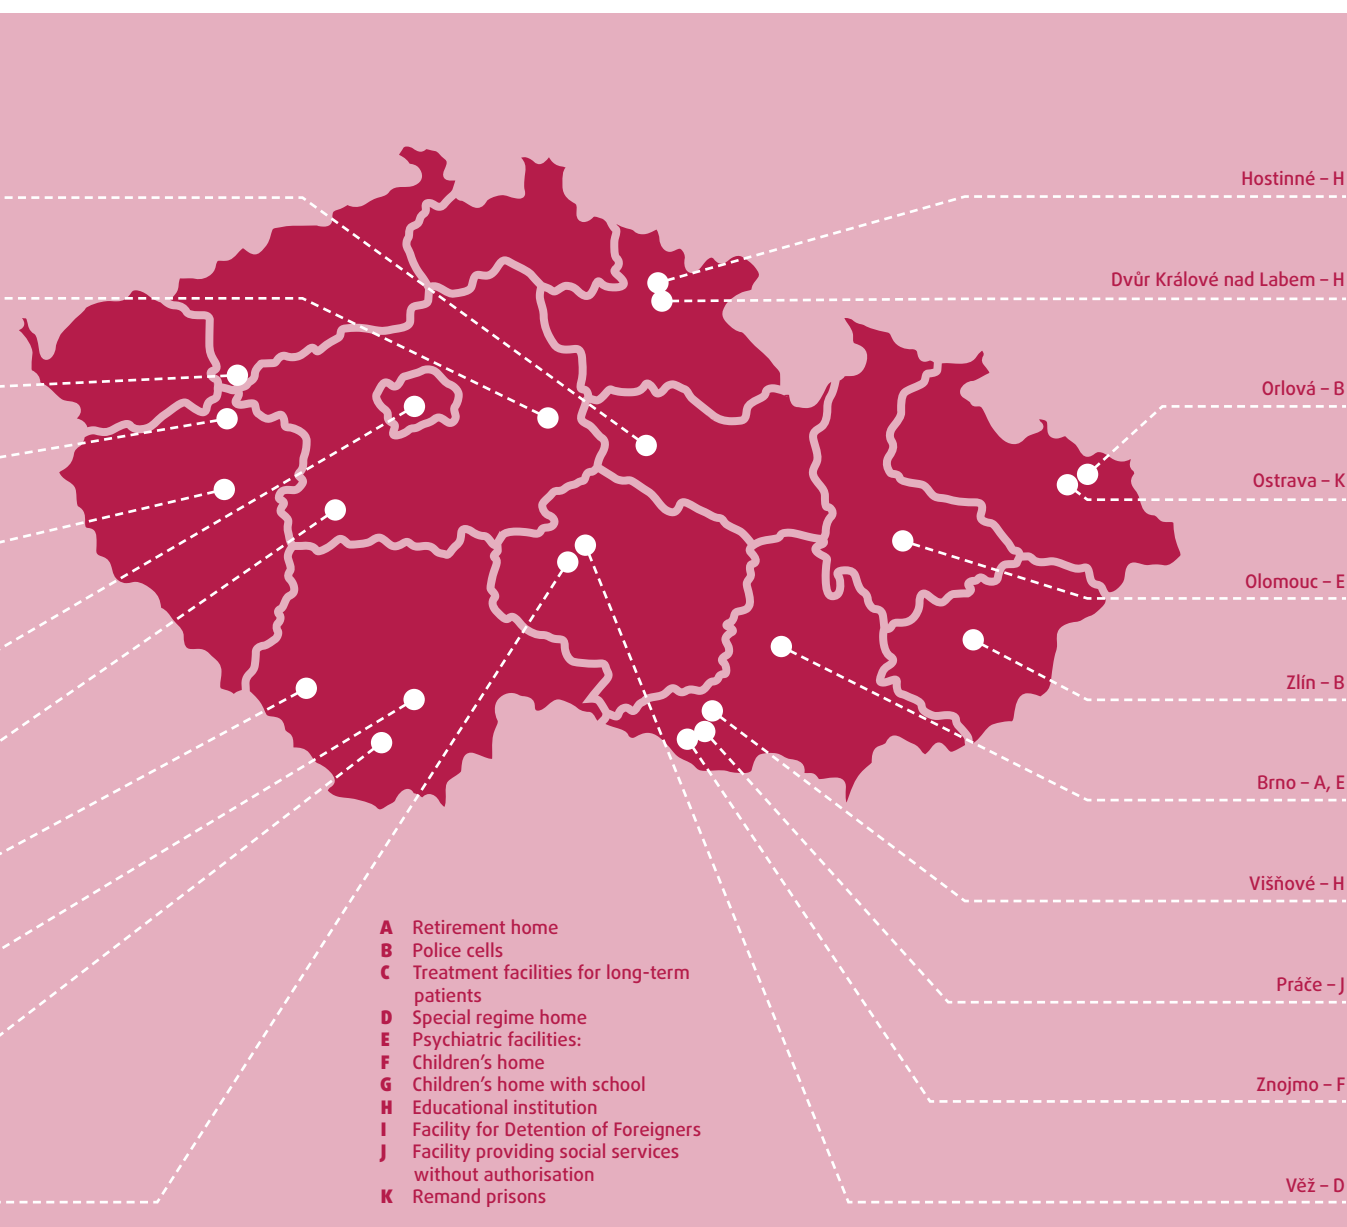 Hostinné – H
Dvůr Králové nad Labem – H
Orlová – B
Ostrava – K
Olomouc – E
Zlín – B
Brno – A, E
Višňové – H
Práče – J
Znojmo – F
Věž – D
A Retirement home
B Police cells
C Treatment facilities for long-term
patients
D Special regime home
E Psychiatric facilities:
F Children’s home
G Children’s home with school
H Educational institution
I Facility for Detention of Foreigners
J Facility providing social services
without authorisation
K Remand prisons